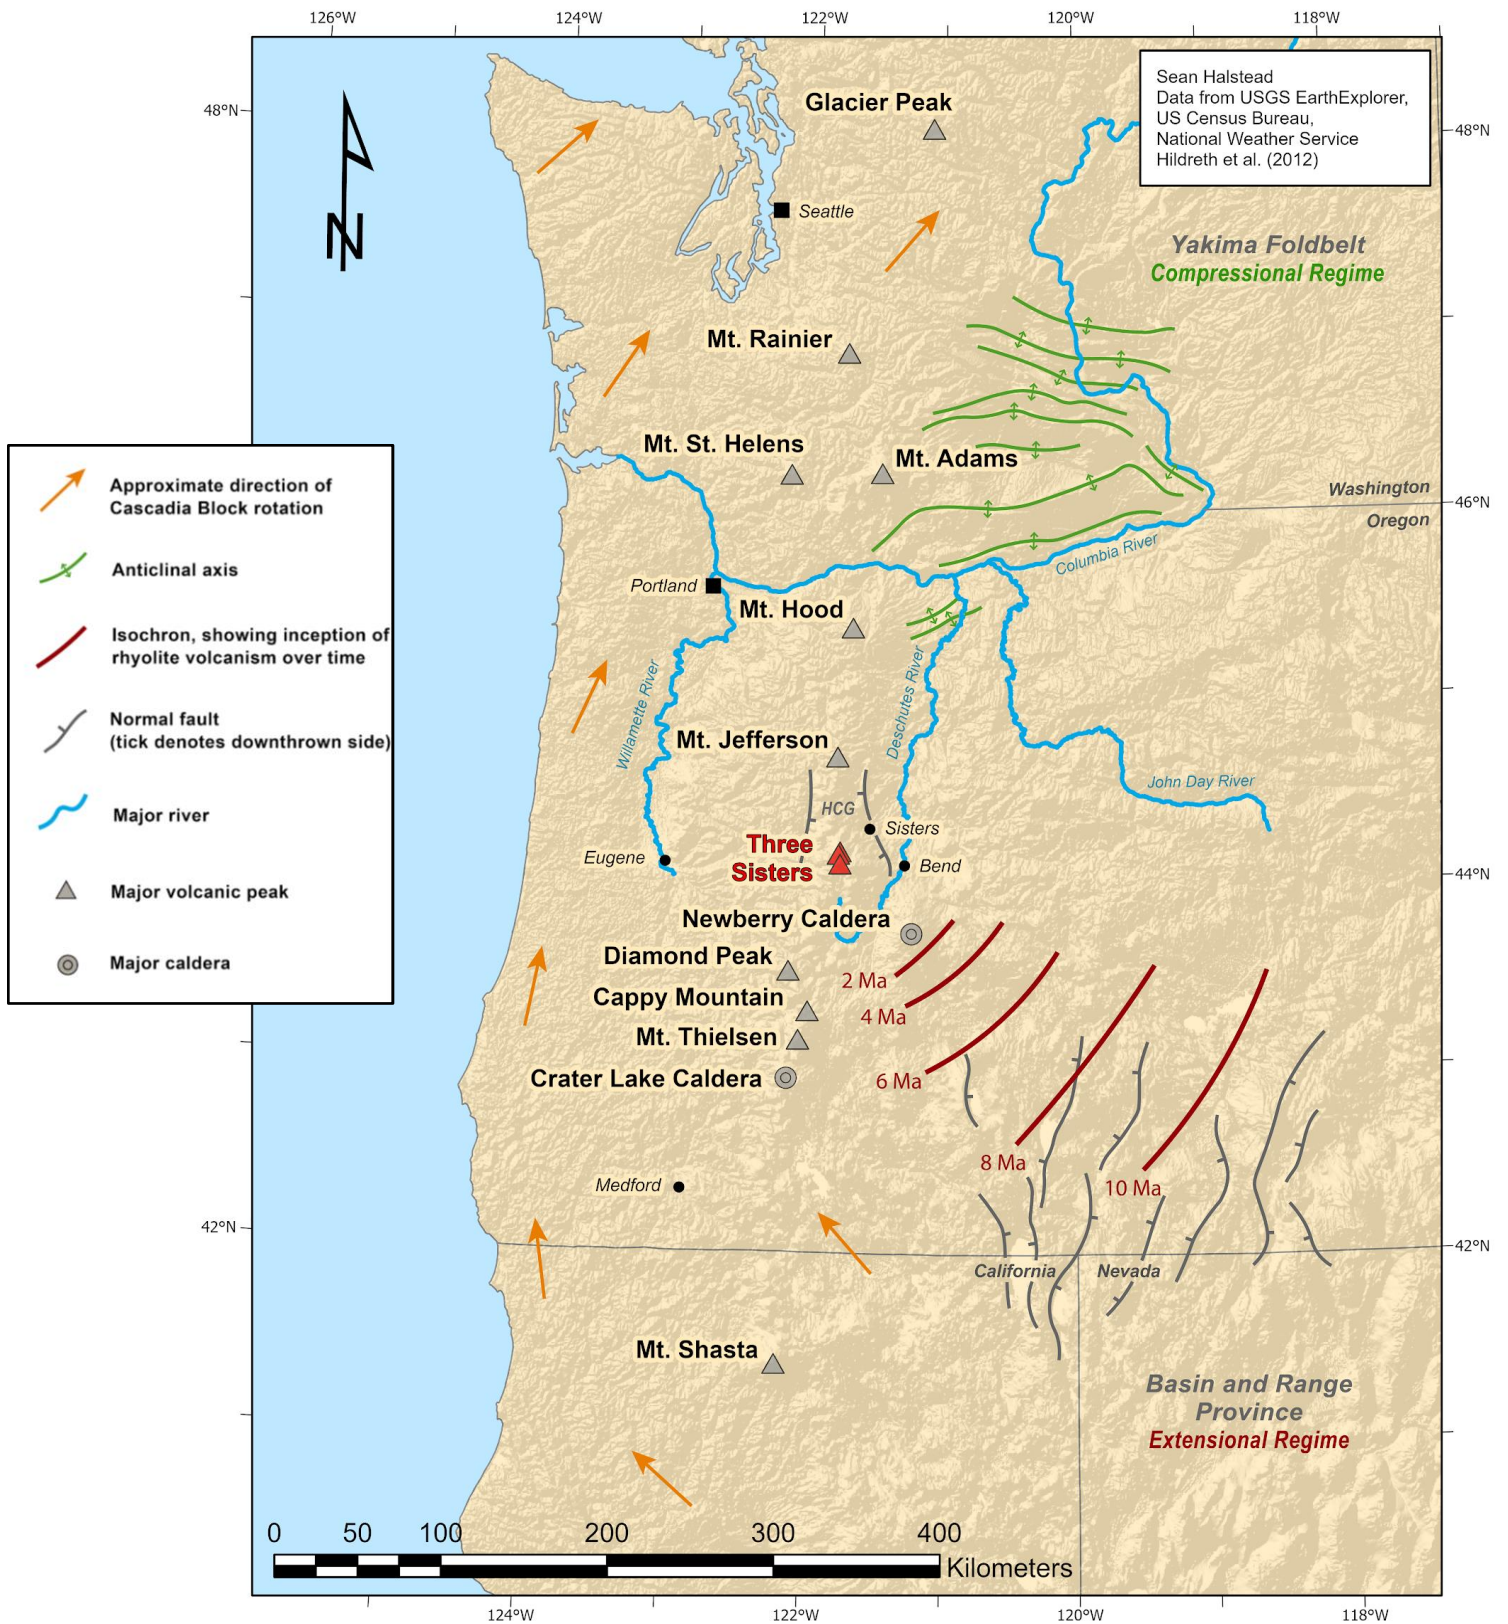 126°W
124°W
122°W
120°W
118°W
48°N
48°N
Sean Halstead
Data from USGS EarthExplorer,
US Census Bureau,
National Weather Service
Hildreth et al. (2012)
N
Glacier Peak
Seattle
Yakima Foldbelt
Compressional Regime
Mt. Rainier
Mt. St. Helens
Mt. Adams
Washington
46°N
Oregon
Columbia River
Portland
Mt. Hood
Willamette River
Deschutes River
Mt. Jefferson
John Day River
HCG
Sisters
Three
Sisters
Eugene
Bend
44°N
Newberry Caldera
Diamond Peak
2 Ma
Cappy Mountain
4 Ma
Mt. Thielsen
Crater Lake Caldera
6 Ma
8 Ma
10 Ma
Medford
42°N
42°N
California
Nevada
Mt. Shasta
Basin and Range
Province
Extensional Regime
Approximate direction of
Cascadia Block rotation
Anticlinal axis
Isochron, showing inception of
rhyolite volcanism over time
Normal fault
(tick denotes downthrown side)
Major river
Major volcanic peak
Major caldera
0 50 100 200 300 400
Kilometers
124°W
122°W
120°W
118°W